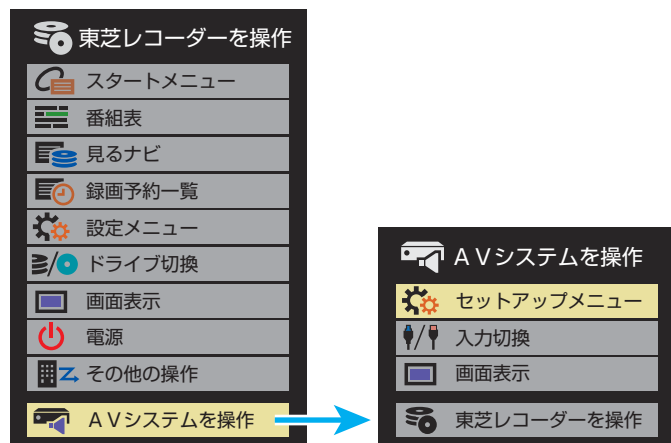 東芝レコーダーを操作
スタートメニュー
番組表
見るナビ
録画予約一覧
設定メニュー
ドライブ切換
画面表示
電源
その他の操作
AVシステムを操作
AVシステムを操作
セットアップメニュー
入力切換
画面表示
東芝レコーダーを操作